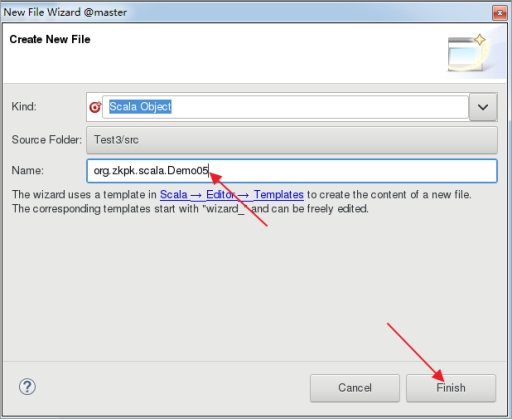 New File Wizard @master
Create New File
Kind: Scala Object
Source Folder: Test3/src
Name: org.zkpk.scala.Demo05
The wizard uses a template in Scala → Editor → Templates to create the content of a new file.
The corresponding templates start with "wizard_" and can be freely edited.
? Cancel Finish